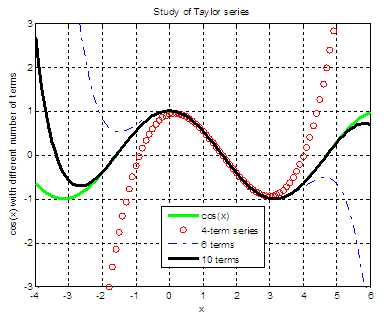 Study of Taylor series
3
2
1
0
-1
-2
-3
cos(x) with different number of terms
cos(x)
4-term series
6 terms
10 terms
-4 -3 -2 -1 0 1 2 3 4 5 6
x